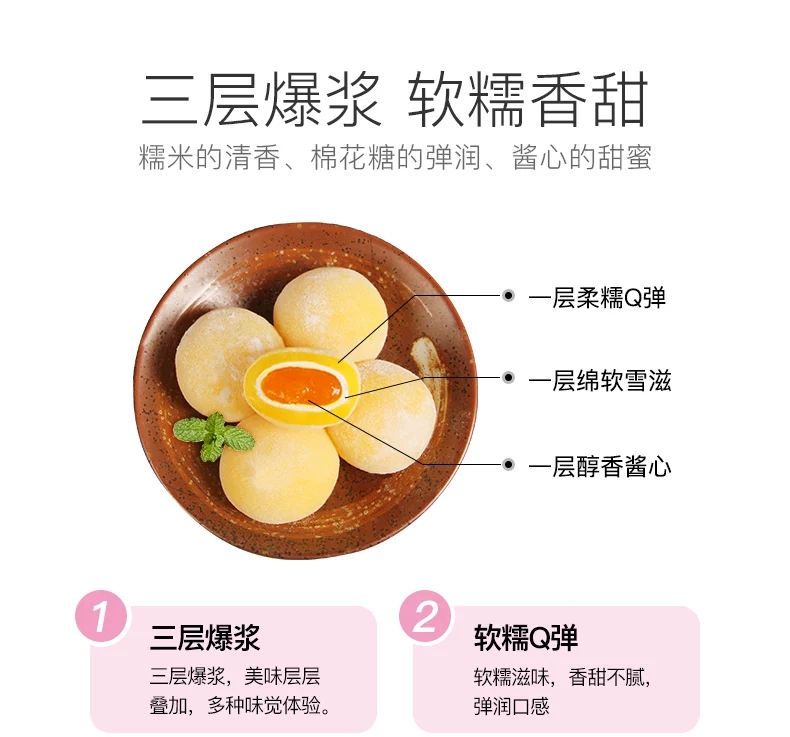 三层爆浆 软糯香甜
糯米的清香、棉花糖的弹润、酱心的甜蜜
一层柔糯Q弹
一层绵软雪滋
一层醇香酱心
1
三层爆浆
三层爆浆，美味层层
叠加，多种味觉体验。
2
软糯Q弹
软糯滋味，香甜不腻，
弹润口感